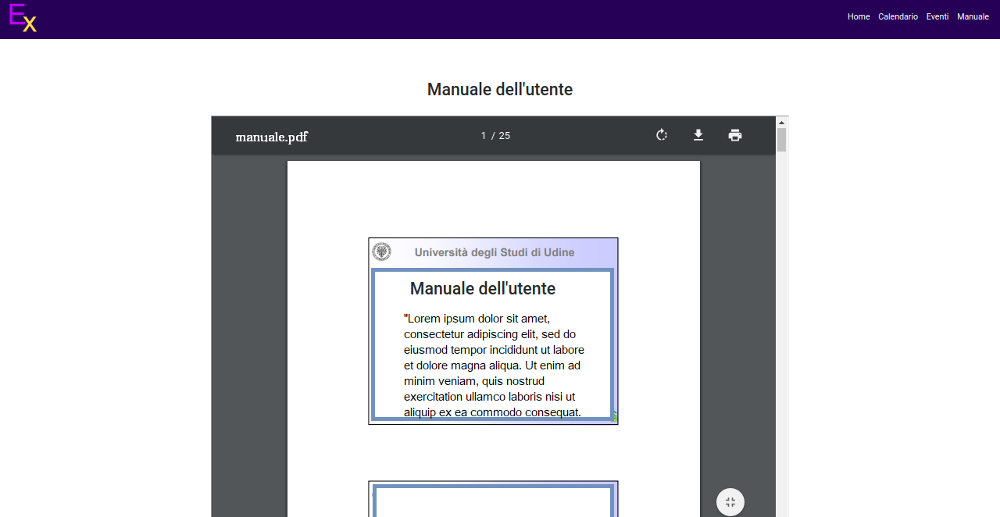 Ex
Home Calendario Eventi Manuale
Manuale dell'utente
manuale.pdf
1 / 25
Università degli Studi di Udine
Manuale dell'utente
"Lorem ipsum dolor sit amet,
consectetur adipiscing elit, sed do
eiusmod tempor incididunt ut labore
et dolore magna aliqua. Ut enim ad
minim veniam, quis nostrud
exercitation ullamco laboris nisi ut
aliquip ex ea commodo consequat.